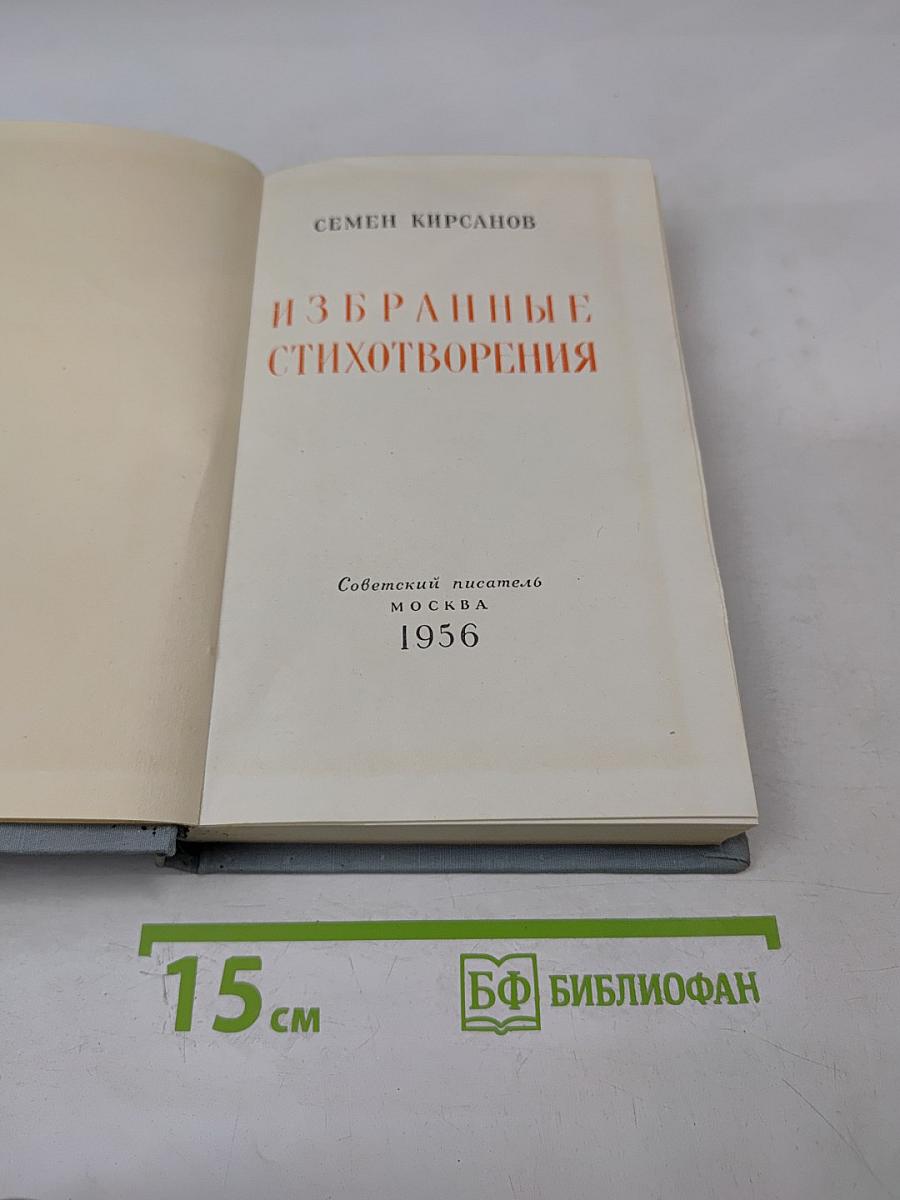 СЕМЕН КИРСАНОВ
ИЗБРАННЫЕ
СТИХОТВОРЕНИЯ
Советский писатель
МОСКВА
1956
15 см
БФ БИБЛИОФАН